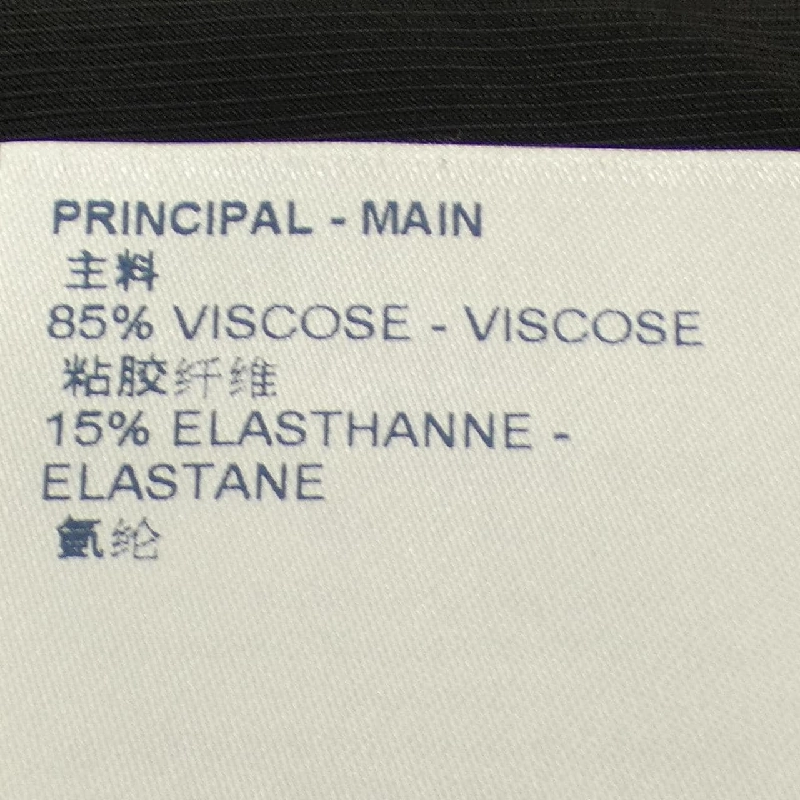 PRINCIPAL - MAIN
主料
85% VISCOSE - VISCOSE
粘胶纤维
15% ELASTHANNE -
ELASTANE
氨纶